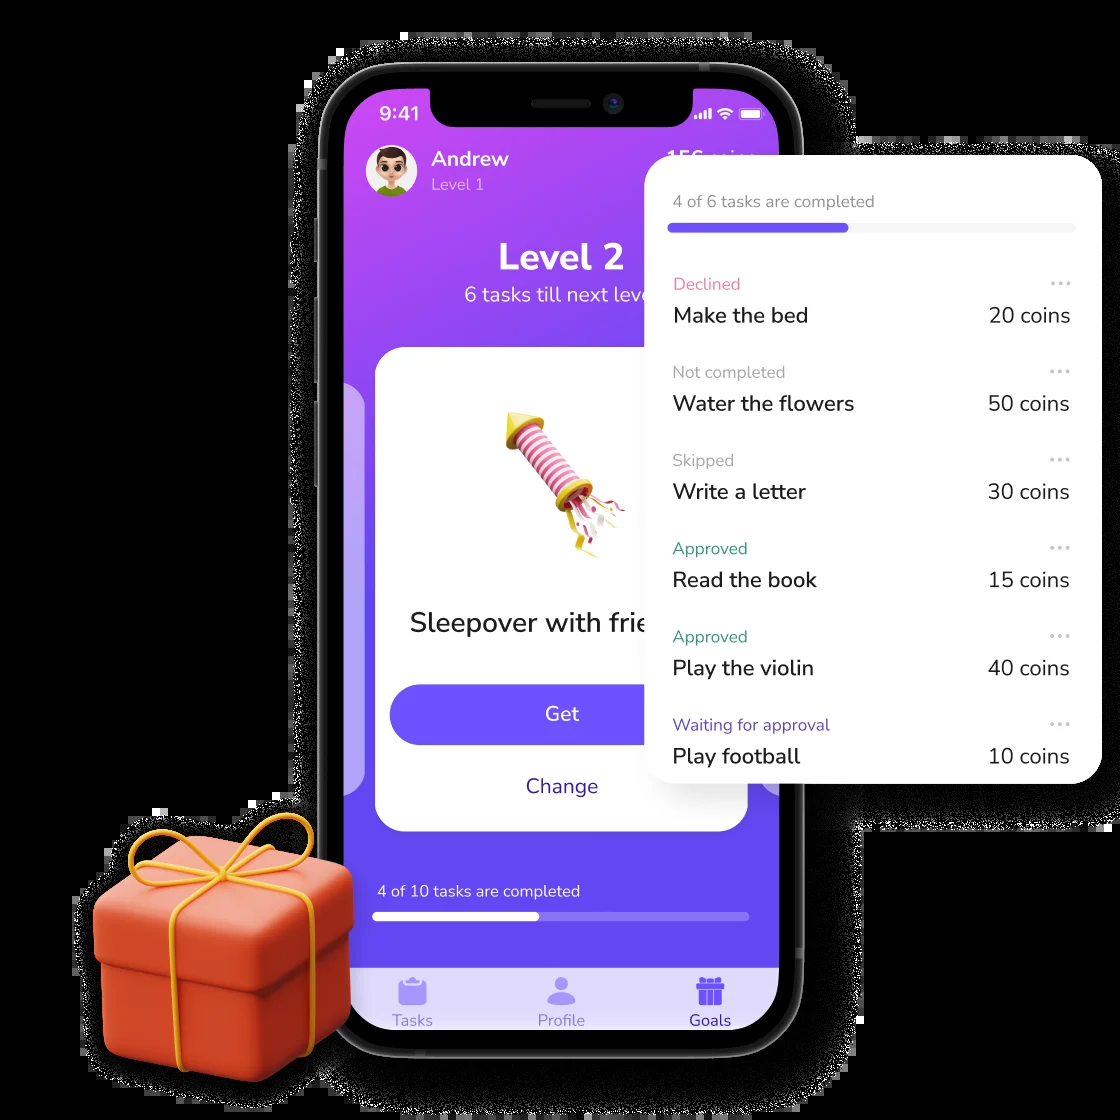 9:41
Andrew
Level 1
Level 2
6 tasks till next
Sleepover with
Get
Change
4 of 10 tasks are completed
Tasks
Profile
Goals
4 of 6 tasks are completed
Declined
Make the bed 20 coins
Not completed
Water the flowers 50 coins
Skipped
Write a letter 30 coins
Approved
Read the book 15 coins
Approved
Play the violin 40 coins
Waiting for approval
Play football 10 coins